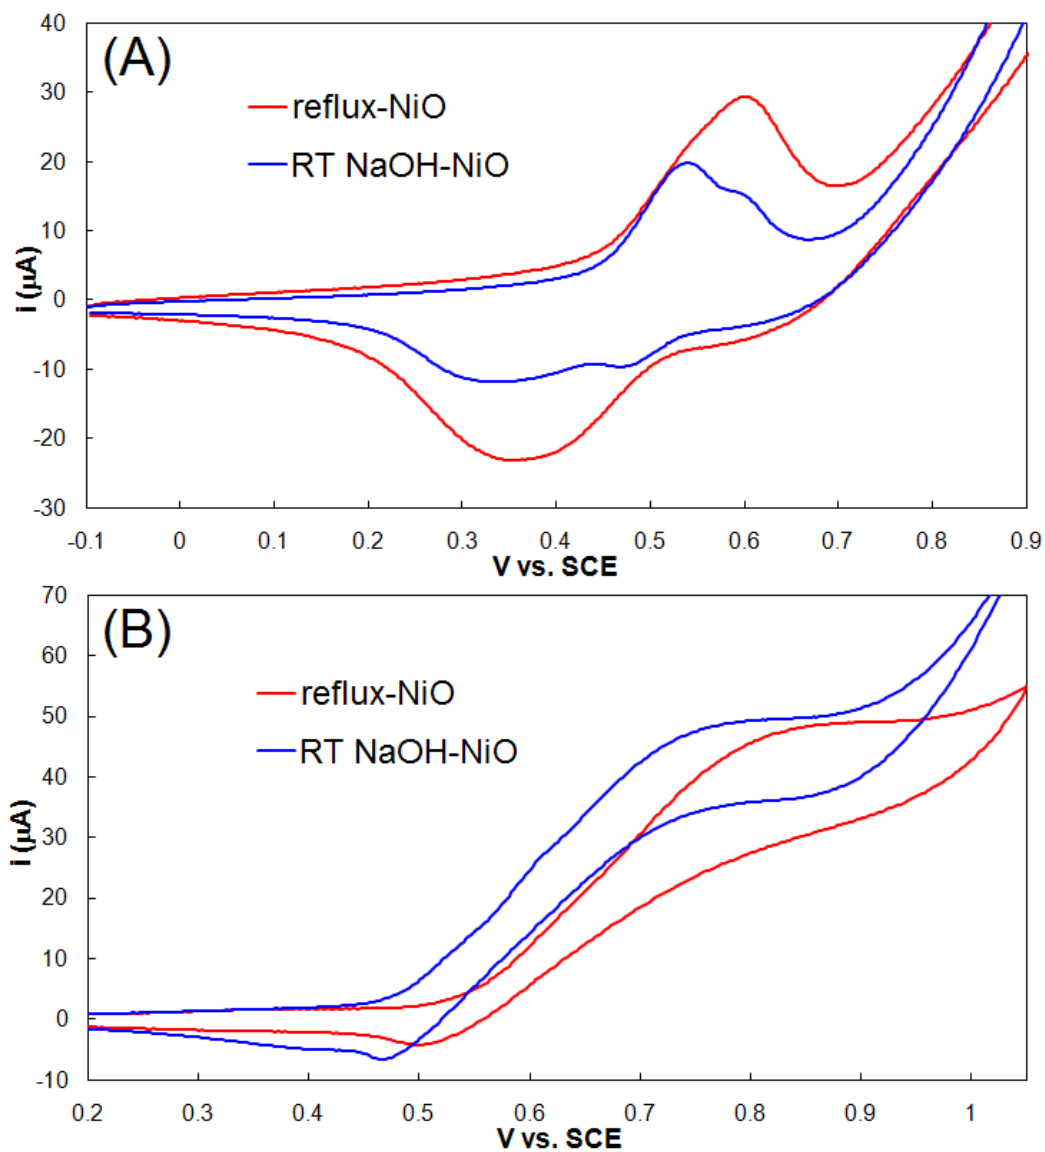 (A)
reflux-NiO
RT NaOH-NiO
i (µA)
40
30
20
10
0
-10
-20
-30
-0.1 0 0.1 0.2 0.3 0.4 0.5 0.6 0.7 0.8 0.9
V vs. SCE
(B)
reflux-NiO
RT NaOH-NiO
i (µA)
70
60
50
40
30
20
10
0
-10
0.2 0.3 0.4 0.5 0.6 0.7 0.8 0.9 1
V vs. SCE